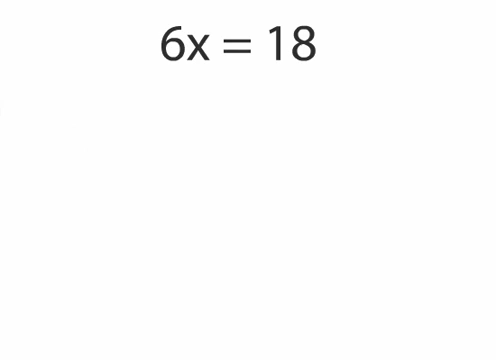 6x = 18